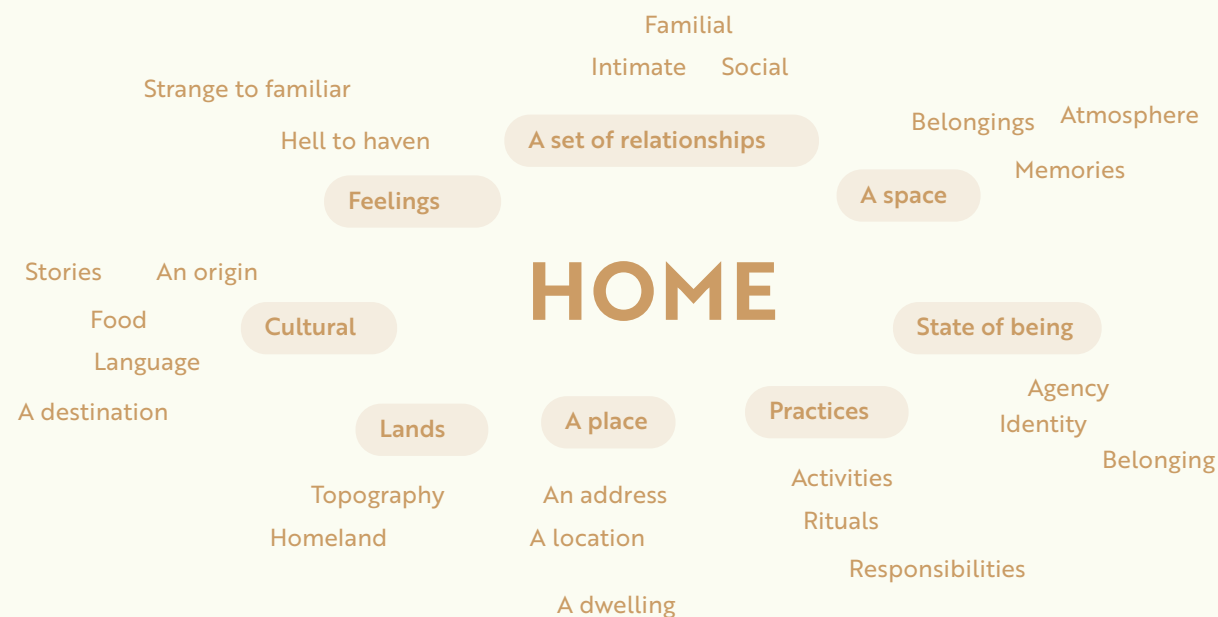 Familial
Intimate Social
Strange to familiar
Hell to haven
A set of relationships
Belongings Atmosphere
Memories
Feelings
A space
HOME
Stories An origin
Food
Language
A destination
Cultural
State of being
Agency
Identity
Belonging
Lands
Topography
Homeland
A place
An address
A location
A dwelling
Practices
Activities
Rituals
Responsibilities